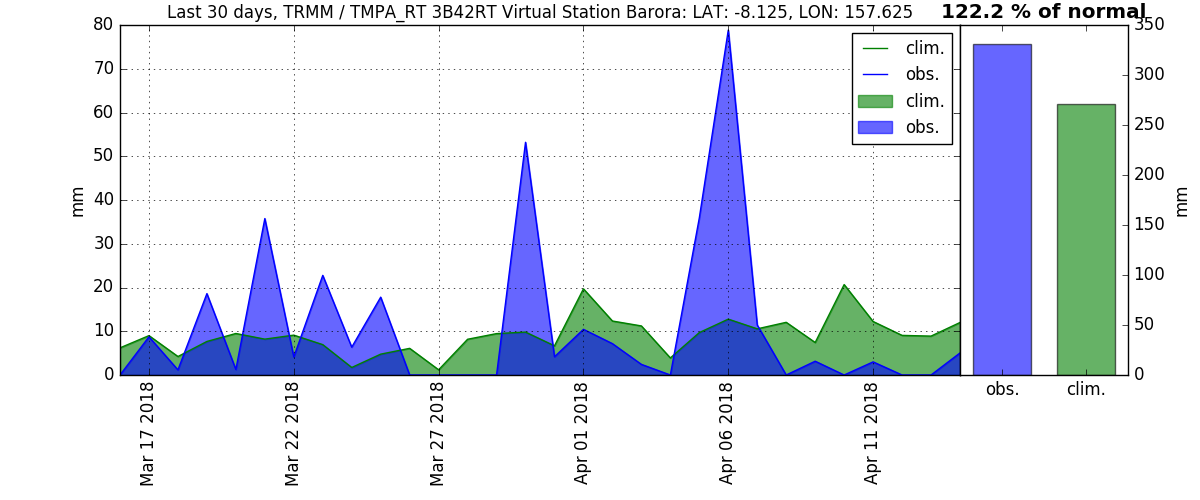 Last 30 days, TRMM / TMPA_RT 3B42RT Virtual Station Barora: LAT: -8.125, LON: 157.625
122.2 % of normal
80
70
60
50
40
30
20
10
0
mm
clim.
obs.
clim.
obs.
350
300
250
200
150
100
50
0
mm
Mar 17 2018
Mar 22 2018
Mar 27 2018
Apr 01 2018
Apr 06 2018
Apr 11 2018
obs.
clim.